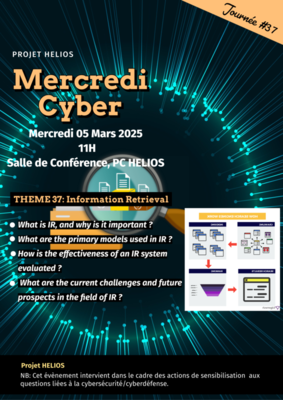 Journée #37
PROJET HELIOS
Mercredi
Cyber
Mercredi 05 Mars 2025
11H
Salle de Conférence, PC HELIOS
THEME 37: Information Retrieval
What is IR, and why is it important ?
What are the primary models used in IR ?
How is the effectiveness of an IR system
evaluated ?
What are the current challenges and future
prospects in the field of IR ?
Projet HELIOS
NB: Cet évènement intervient dans le cadre des actions de sensibilisation aux
questions liées à la cybersécurité/cyberdéfense.